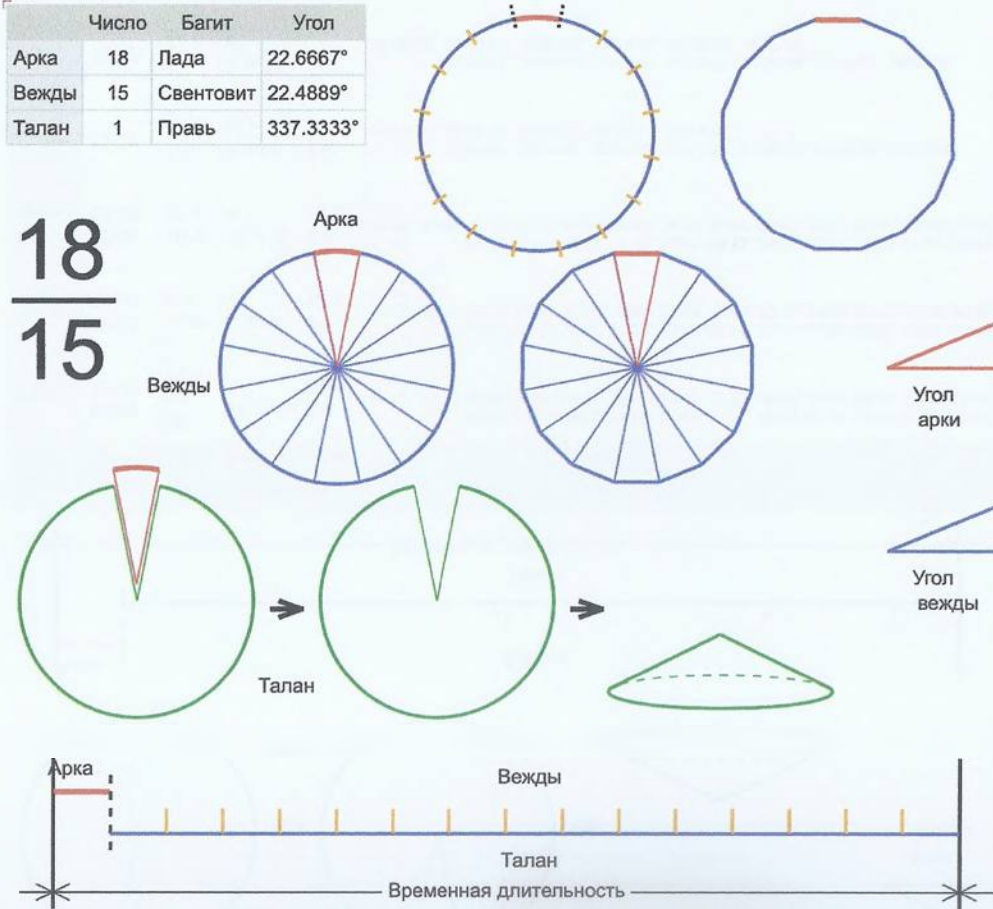 Число Багит Угол
Арка 18 Лада 22.6667°
Вежды 15 Свентовит 22.4889°
Талан 1 Правь 337.3333°
18
15
Арка
Вежды
Угол
арки
Угол
вежды
Талан
Арка
Вежды
Талан
Временная длительность